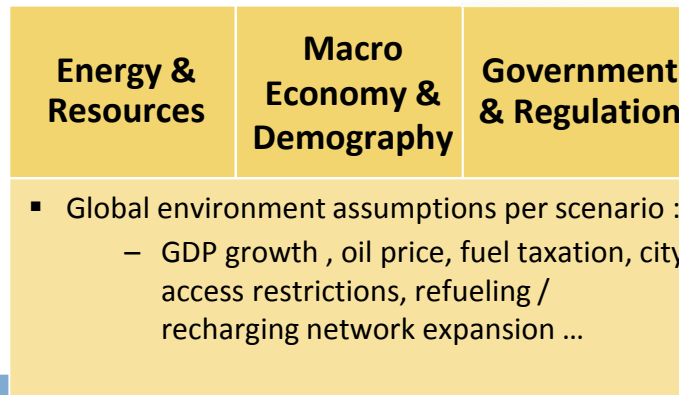 Energy &
Resources
Macro
Economy &
Demography
Government
& Regulation
▪ Global environment assumptions per scenario :
– GDP growth , oil price, fuel taxation, city
access restrictions, refueling /
recharging network expansion ...